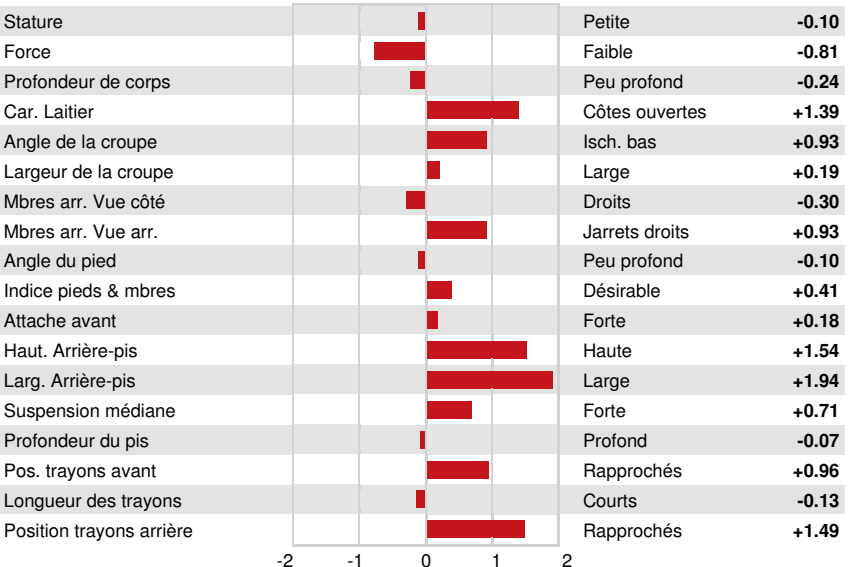 Stature Petite -0.10
Force Faible -0.81
Profondeur de corps Peu profond -0.24
Car. Laitier Côtes ouvertes +1.39
Angle de la croupe Isch. bas +0.93
Largeur de la croupe Large +0.19
Mbres arr. Vue côté Droits -0.30
Mbres arr. Vue arr. Jarrets droits +0.93
Angle du pied Peu profond -0.10
Indice pieds & mbres Désirable +0.41
Attache avant Forte +0.18
Haut. Arrière-pis Haute +1.54
Larg. Arrière-pis Large +1.94
Suspension médiane Forte +0.71
Profondeur du pis Profond -0.07
Pos. trayons avant Rapprochés +0.96
Longueur des trayons Courts -0.13
Position trayons arrière Rapprochés +1.49
-2 -1 0 1 2